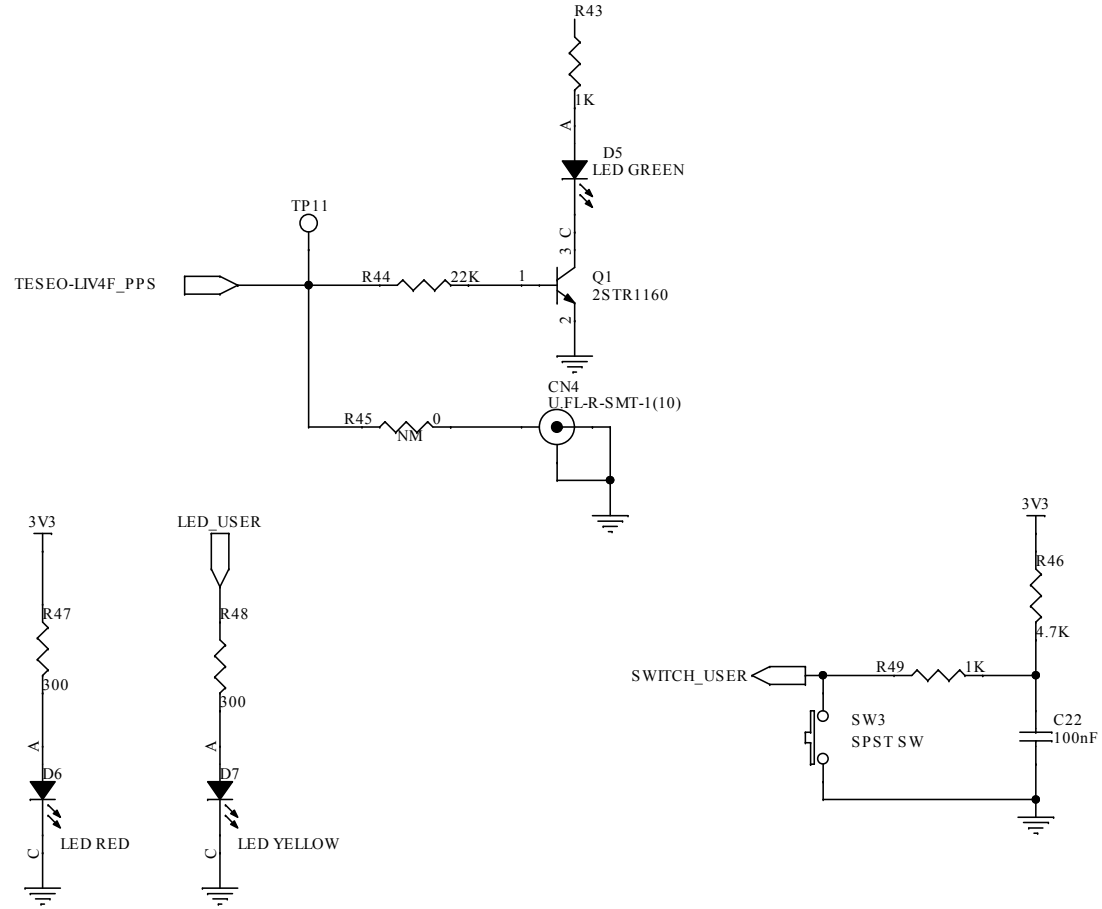 R43
1K
A
D5
LED GREEN
TP11
C
3
TESEO-LIV4F_PPS
R44
22K
1
Q1
2STR1160
2
CN4
U.FL-R-SMT-1(10)
R45
0
NM
3V3
LED_USER
3V3
R46
R47
R48
4.7K
SWITCH_USER
R49
1K
300
300
SW3
SPST SW
C22
100nF
A
A
D6
D7
LED RED
LED YELLOW
C
C